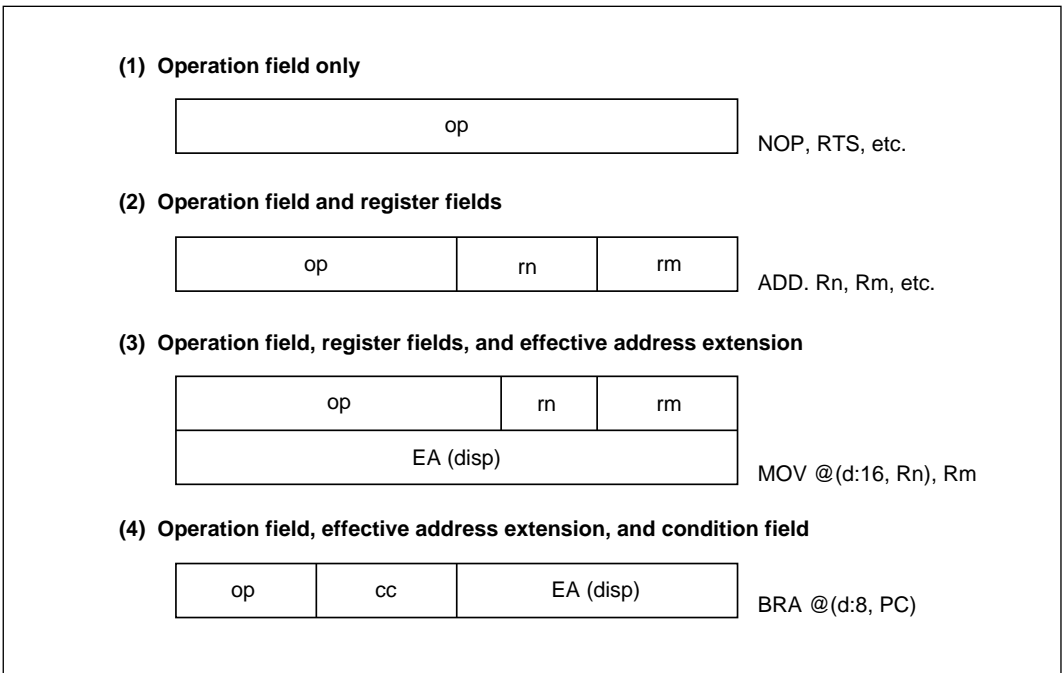 (1) Operation field only
op
NOP, RTS, etc.
(2) Operation field and register fields
op rn rm
ADD. Rn, Rm, etc.
(3) Operation field, register fields, and effective address extension
op rn rm
EA (disp)
MOV @(d:16, Rn), Rm
(4) Operation field, effective address extension, and condition field
op cc EA (disp)
BRA @(d:8, PC)